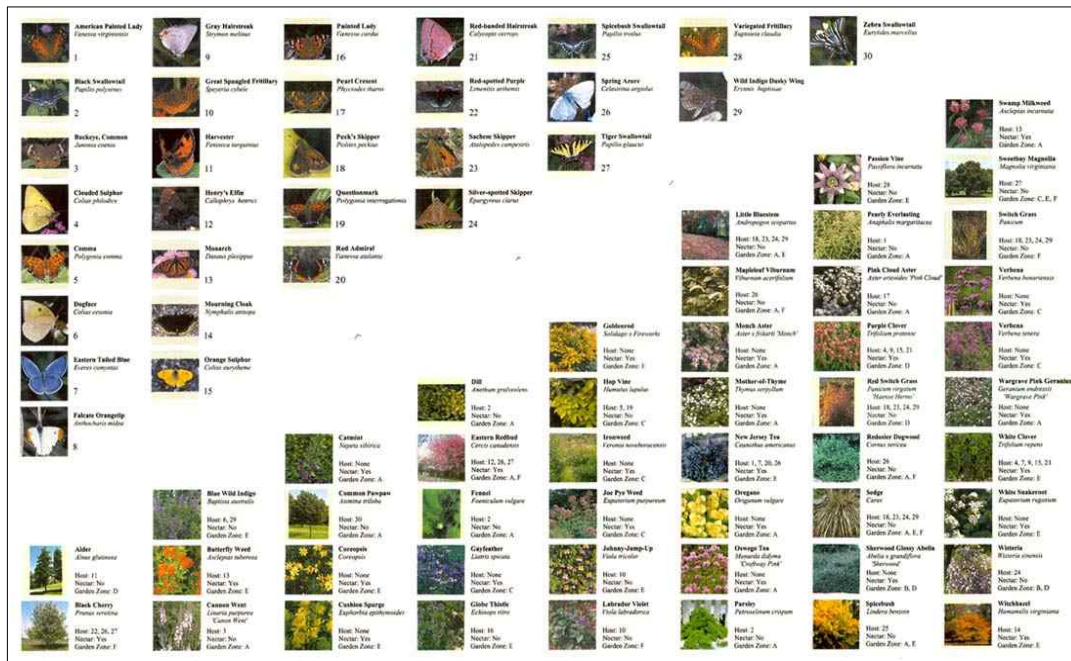 American Painted Lady
Vanessa virginiensis
1
Black Swallowtail
Papilio polyxenes
2
Buckeye, Common
Junonia coenia
3
Clouded Sulphur
Colias philodice
4
Comma
Polygonia comma
5
Dogface
Colias cesonia
6
Eastern Tailed Blue
Everes comyntas
7
Falcate Orangetip
Anthocharis midea
8
Alder
Alnus glutinosa
Host: 11
Nectar: No
Garden Zone: D
Black Cherry
Prunus serotina
Host: 22, 26, 27
Nectar: Yes
Garden Zone: F
Gray Hairstreak
Strymon melinus
9
Great Spangled Fritillary
Speyeria cybele
10
Harvester
Feniseca tarquinius
11
Henry's Elfin
Callophrys henrici
12
Monarch
Danaus plexippus
13
Mourning Cloak
Nymphalis antiopa
14
Orange Sulphur
Colias eurytheme
15
Blue Wild Indigo
Baptisia australis
Host: 6, 29
Nectar: No
Garden Zone: E
Butterfly Weed
Asclepias tuberosa
Host: 13
Nectar: Yes
Garden Zone: E
Cannon Went
Linaria purpurea
'Canon Went'
Host: 3
Nectar: No
Garden Zone: A
Painted Lady
Vanessa cardui
16
Pearl Cresent
Phyciodes tharos
17
Peck's Skipper
Polites peckius
18
Questionmark
Polygonia interrogationis
19
Red Admiral
Vanessa atalanta
20
Catmint
Nepeta sibirica
Host: None
Nectar: Yes
Garden Zone: A
Common Pawpaw
Asimina triloba
Host: 30
Nectar: No
Garden Zone: A
Coreopsis
Coreopsis
Host: None
Nectar: Yes
Garden Zone: E
Cushion Spurge
Euphorbia epithymoides
Host: None
Nectar: Yes
Garden Zone: E
Red-banded Hairstreak
Calycopis cecrops
21
Red-spotted Purple
Limenitis arthemis
22
Sachem Skipper
Atalopedes campestris
23
Silver-spotted Skipper
Epargyreus clarus
24
Dill
Anethum graveolens
Host: 2
Nectar: No
Garden Zone: A
Eastern Redbud
Cercis canadensis
Host: 12, 26, 27
Nectar: Yes
Garden Zone: A, F
Fennel
Foeniculum vulgare
Host: 2
Nectar: No
Garden Zone: A
Gayfeather
Liatris spicata
Host: None
Nectar: Yes
Garden Zone: C
Globe Thistle
Echinops ritro
Host: 16
Nectar: No
Garden Zone: E
Spicebush Swallowtail
Papilio troilus
25
Spring Azure
Celastrina argiolus
26
Tiger Swallowtail
Papilio glaucus
27
Goldenrod
Solidago x Fireworks
Host: None
Nectar: Yes
Garden Zone: E
Hop Vine
Humulus lupulus
Host: 5, 19
Nectar: No
Garden Zone: C
Ironweed
Veronia noveboracensis
Host: None
Nectar: Yes
Garden Zone: C
Joe Pye Weed
Eupatorium purpureum
Host: None
Nectar: Yes
Garden Zone: C
Johnny-Jump-Up
Viola tricolor
Host: 10
Nectar: No
Garden Zone: E
Labrador Violet
Viola labradorica
Host: 10
Nectar: No
Garden Zone: F
Variegated Fritillary
Euptoieta claudia
28
Wild Indigo Dusky Wing
Erynnis baptisiae
29
Little Bluestem
Andropogon scoparius
Host: 18, 23, 24, 29
Nectar: No
Garden Zone: A, E
Mapleleaf Viburnum
Viburnum acerifolium
Host: 26
Nectar: No
Garden Zone: A, F
Monch Aster
Aster x frikarti 'Monch'
Host: None
Nectar: Yes
Garden Zone: A
Mother-of-Thyme
Thymus serpyllum
Host: None
Nectar: Yes
Garden Zone: A
New Jersey Tea
Ceanothus americanus
Host: 1, 7, 20, 26
Nectar: Yes
Garden Zone: E
Oregano
Origanum vulgare
Host: None
Nectar: Yes
Garden Zone: A
Oswego Tea
Monarda didyma
'Croftway Pink'
Host: None
Nectar: Yes
Garden Zone: A
Parsley
Petroselinum crispum
Host: 2
Nectar: No
Garden Zone: A
Zebra Swallowtail
Eurytides marcellus
30
Passion Vine
Passiflora incarnata
Host: 28
Nectar: No
Garden Zone: E
Pearly Everlasting
Anaphalis margaritacea
Host: 1
Nectar: No
Garden Zone: A
Pink Cloud Aster
Aster ericoides 'Pink Cloud'
Host: 17
Nectar: No
Garden Zone: A
Purple Clover
Trifolium pratense
Host: 4, 9, 15, 21
Nectar: Yes
Garden Zone: D
Red Switch Grass
Panicum virgatum
'Haense Herms'
Host: 18, 23, 24, 29
Nectar: No
Garden Zone: D
Redosier Dogwood
Cornus sericea
Host: 26
Nectar: No
Garden Zone: A, F
Sedge
Carex
Host: 18, 23, 24, 29
Nectar: No
Garden Zone: A, E, F
Sherwood Glossy Abelia
Abelia x grandiflora
'Sherwood'
Host: None
Nectar: Yes
Garden Zone: B, D
Spicebush
Lindera benzoin
Host: 25
Nectar: No
Garden Zone: A, E
Swamp Milkweed
Asclepias incarnata
Host: 13
Nectar: Yes
Garden Zone: A
Sweetbay Magnolia
Magnolia virginiana
Host: 27
Nectar: No
Garden Zone: C, E, F
Switch Grass
Panicum
Host: 18, 23, 24, 29
Nectar: No
Garden Zone: F
Verbena
Verbena bonariensis
Host: None
Nectar: Yes
Garden Zone: C
Verbena
Verbena tenera
Host: None
Nectar: Yes
Garden Zone: C
Wargrave Pink Geranium
Geranium endressii
'Wargrave Pink'
Host: None
Nectar: Yes
Garden Zone: A
White Clover
Trifolium repens
Host: 4, 7, 9, 15, 21
Nectar: Yes
Garden Zone: D
White Snakeroot
Eupatorium rugosum
Host: None
Nectar: Yes
Garden Zone: E
Wisteria
Wisteria sinensis
Host: 24
Nectar: No
Garden Zone: B, D
Witchhazel
Hamamelis virginiana
Host: 14
Nectar: Yes
Garden Zone: E